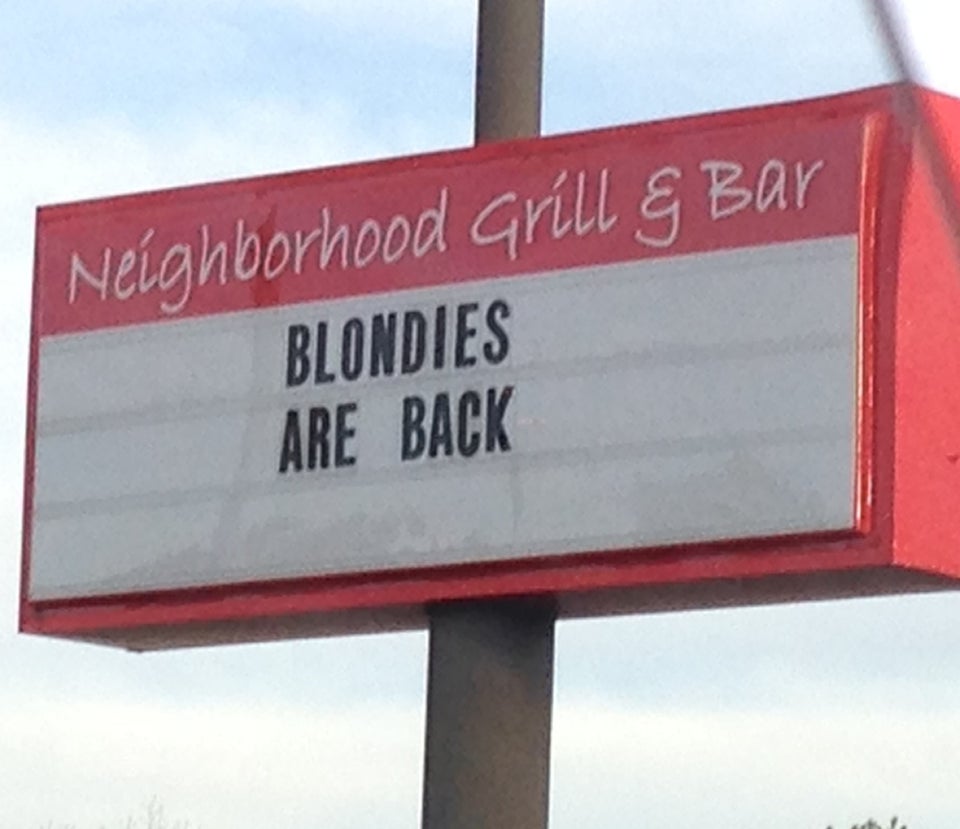 Neighborhood Grill & Bar
BLONDIES
ARE BACK